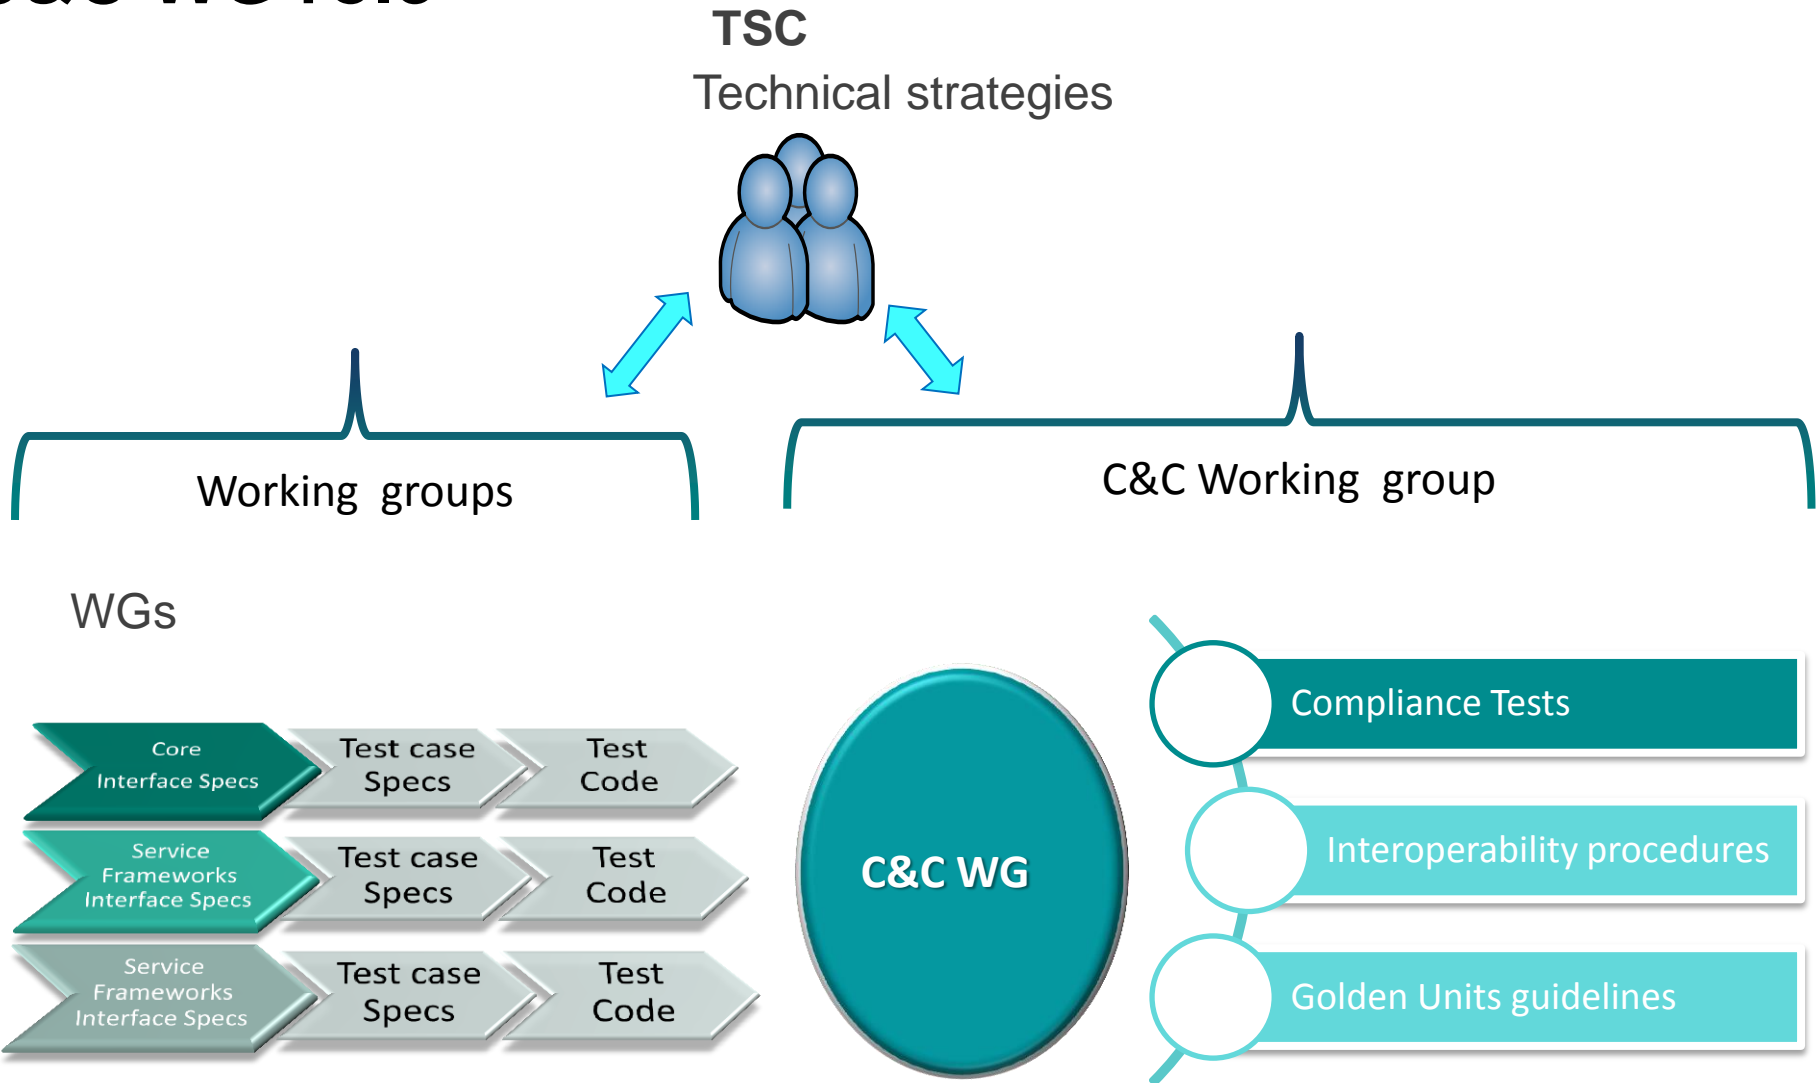 TSC
Technical strategies
Working groups
C&C Working group
WGs
Core
Interface Specs
Test case
Specs
Test
Code
Service
Frameworks
Interface Specs
Test case
Specs
Test
Code
Service
Frameworks
Interface Specs
Test case
Specs
Test
Code
C&C WG
Compliance Tests
Interoperability procedures
Golden Units guidelines